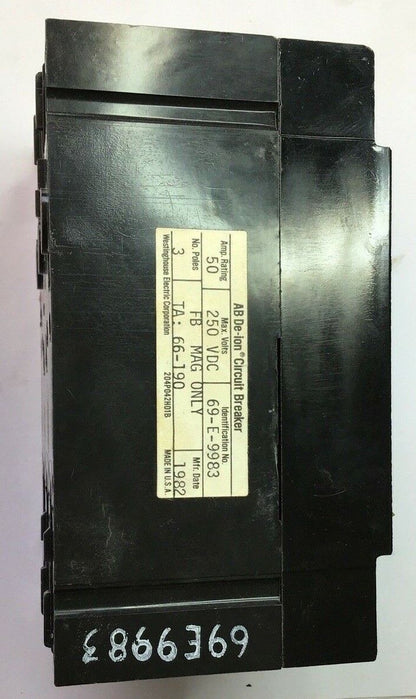 AB De-ion® Circuit Breaker
Amp. Rating Max. Volts Identification No.
50 250 VDC 69-E-9983
No. Poles Mfr. Date
3 FB MAG ONLY 1982
TA: 66-190
Westinghouse Electric Corporation 204P042H01B MADE IN U.S.A.
69E9983